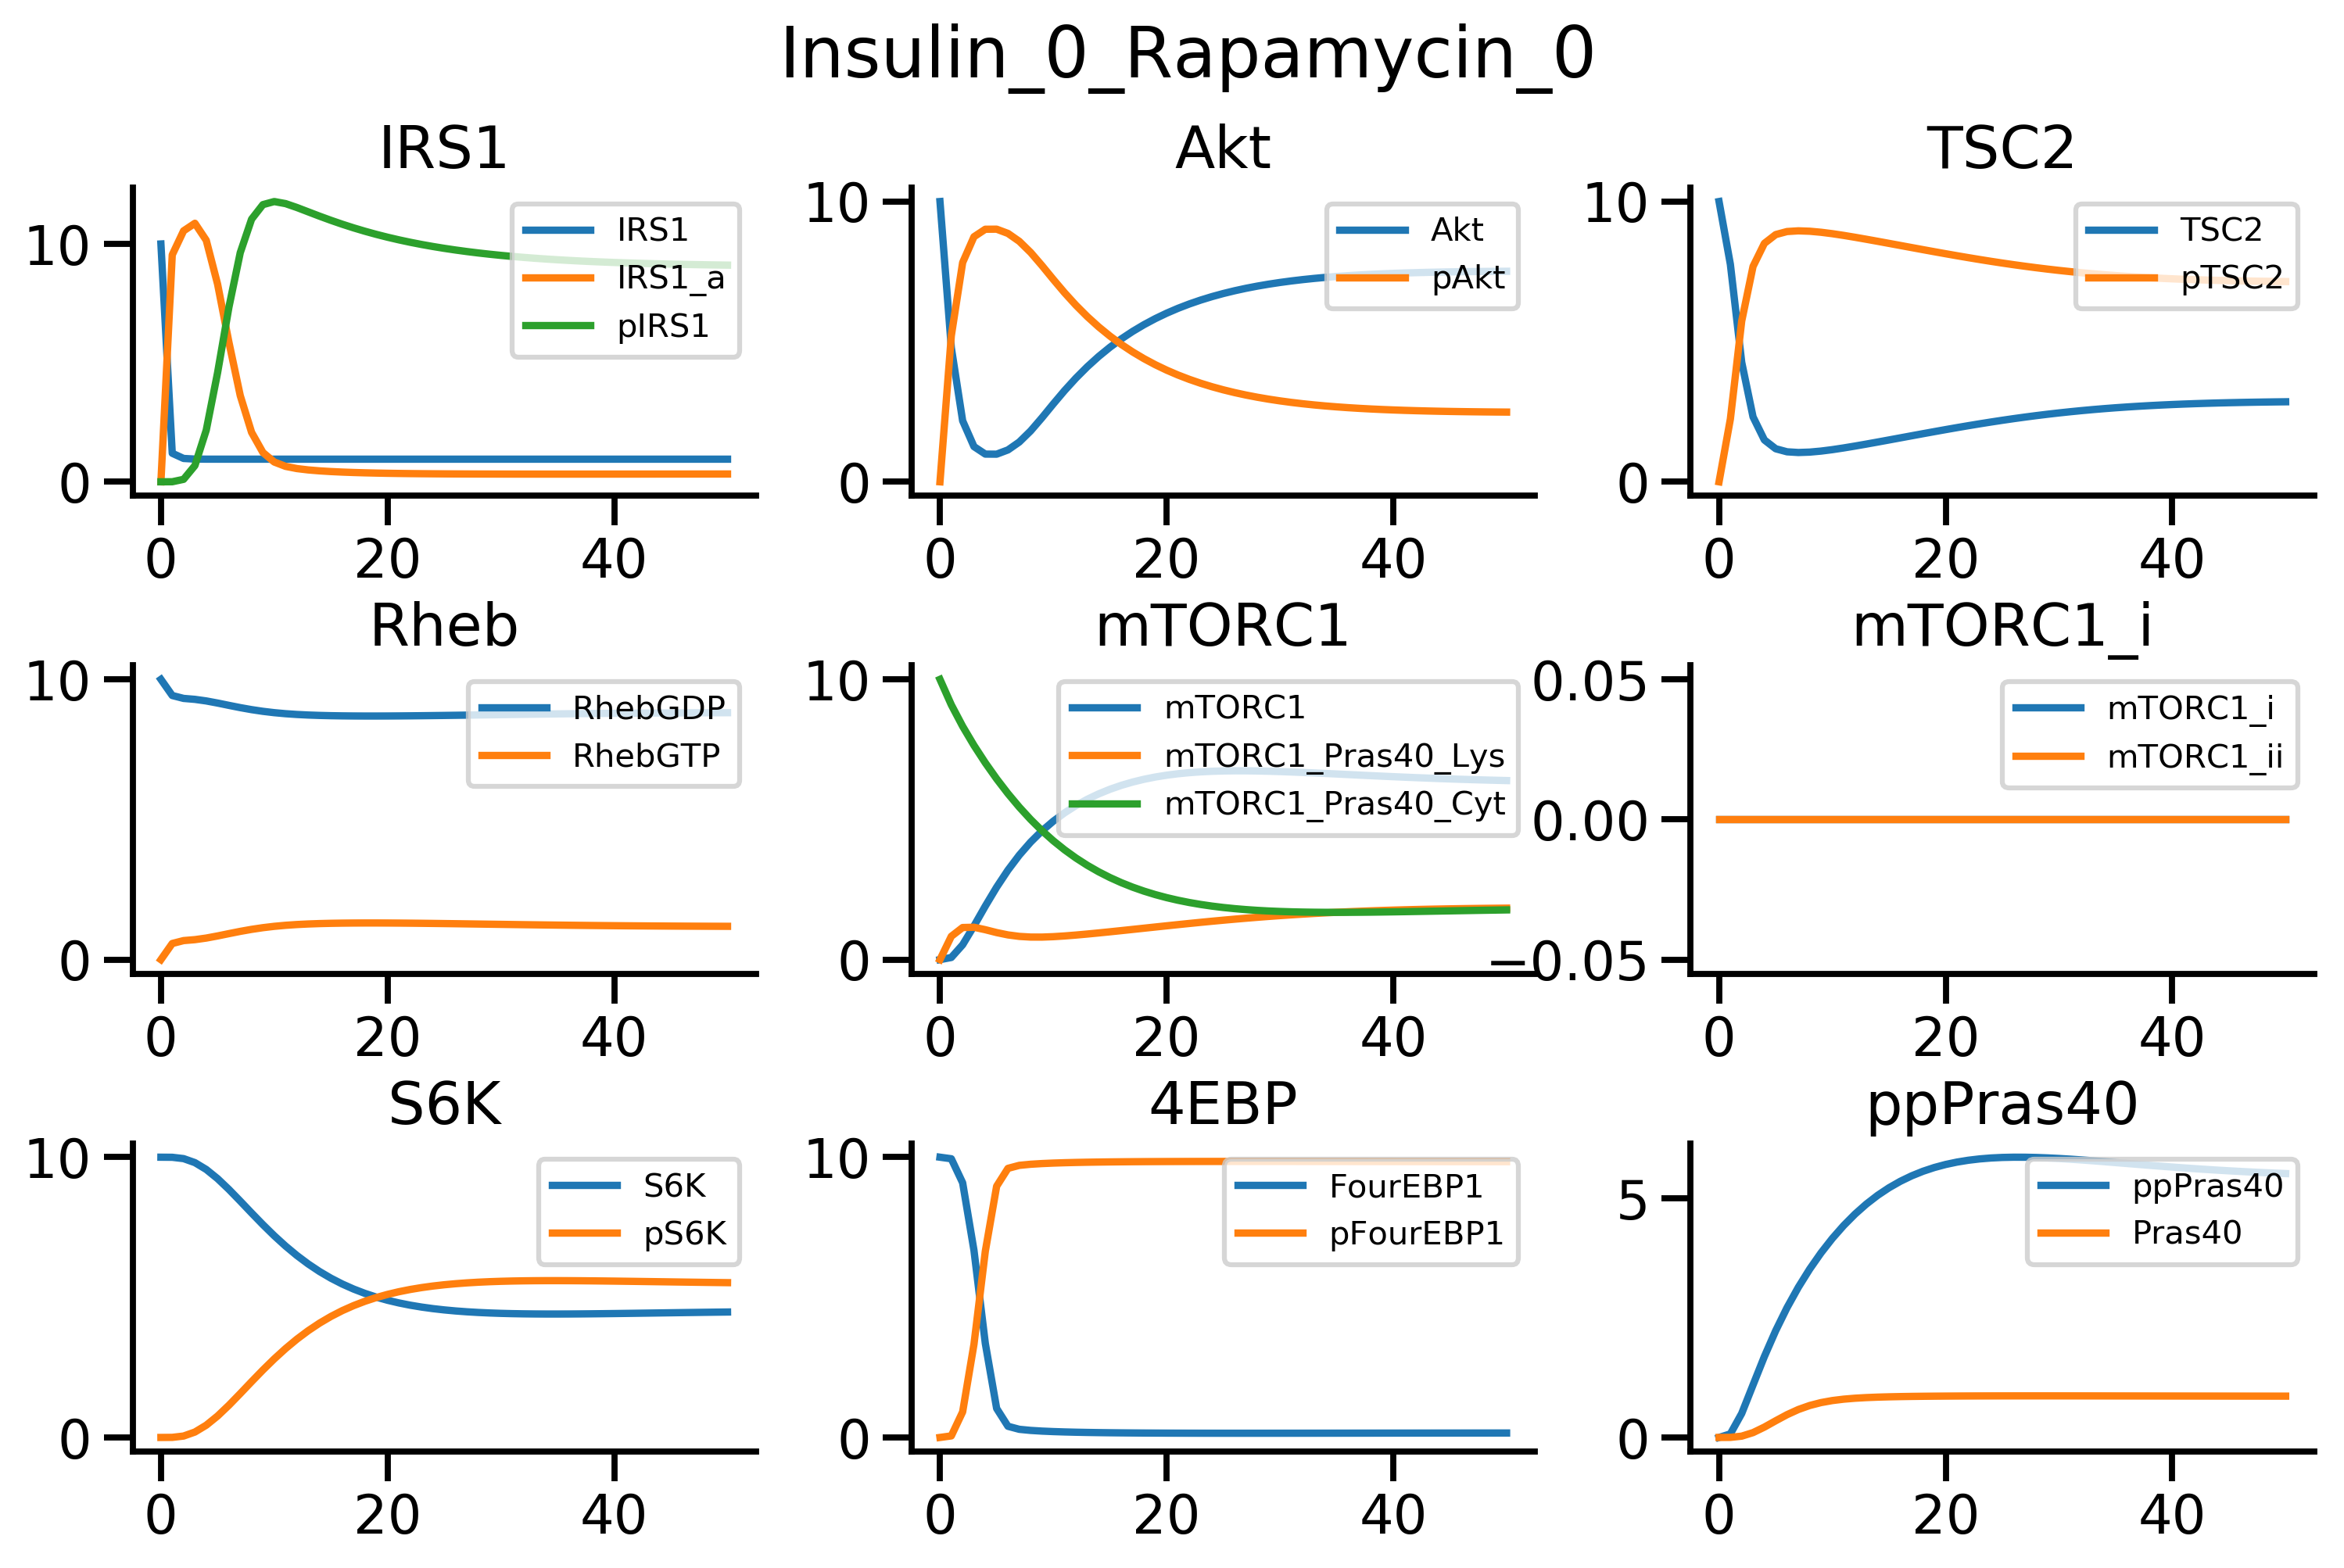 Insulin_0_Rapamycin_0
IRS1
10
0
0 20 40
IRS1
IRS1_a
pIRS1
Akt
10
0
0 20 40
Akt
pAkt
TSC2
10
0
0 20 40
TSC2
pTSC2
Rheb
10
0
0 20 40
RhebGDP
RhebGTP
mTORC1
10
0
0 20 40
mTORC1
mTORC1_Pras40_Lys
mTORC1_Pras40_Cyt
mTORC1_i
0.05
0.00
−0.05
0 20 40
mTORC1_i
mTORC1_ii
S6K
10
0
0 20 40
S6K
pS6K
4EBP
10
0
0 20 40
FourEBP1
pFourEBP1
ppPras40
5
0
0 20 40
ppPras40
Pras40